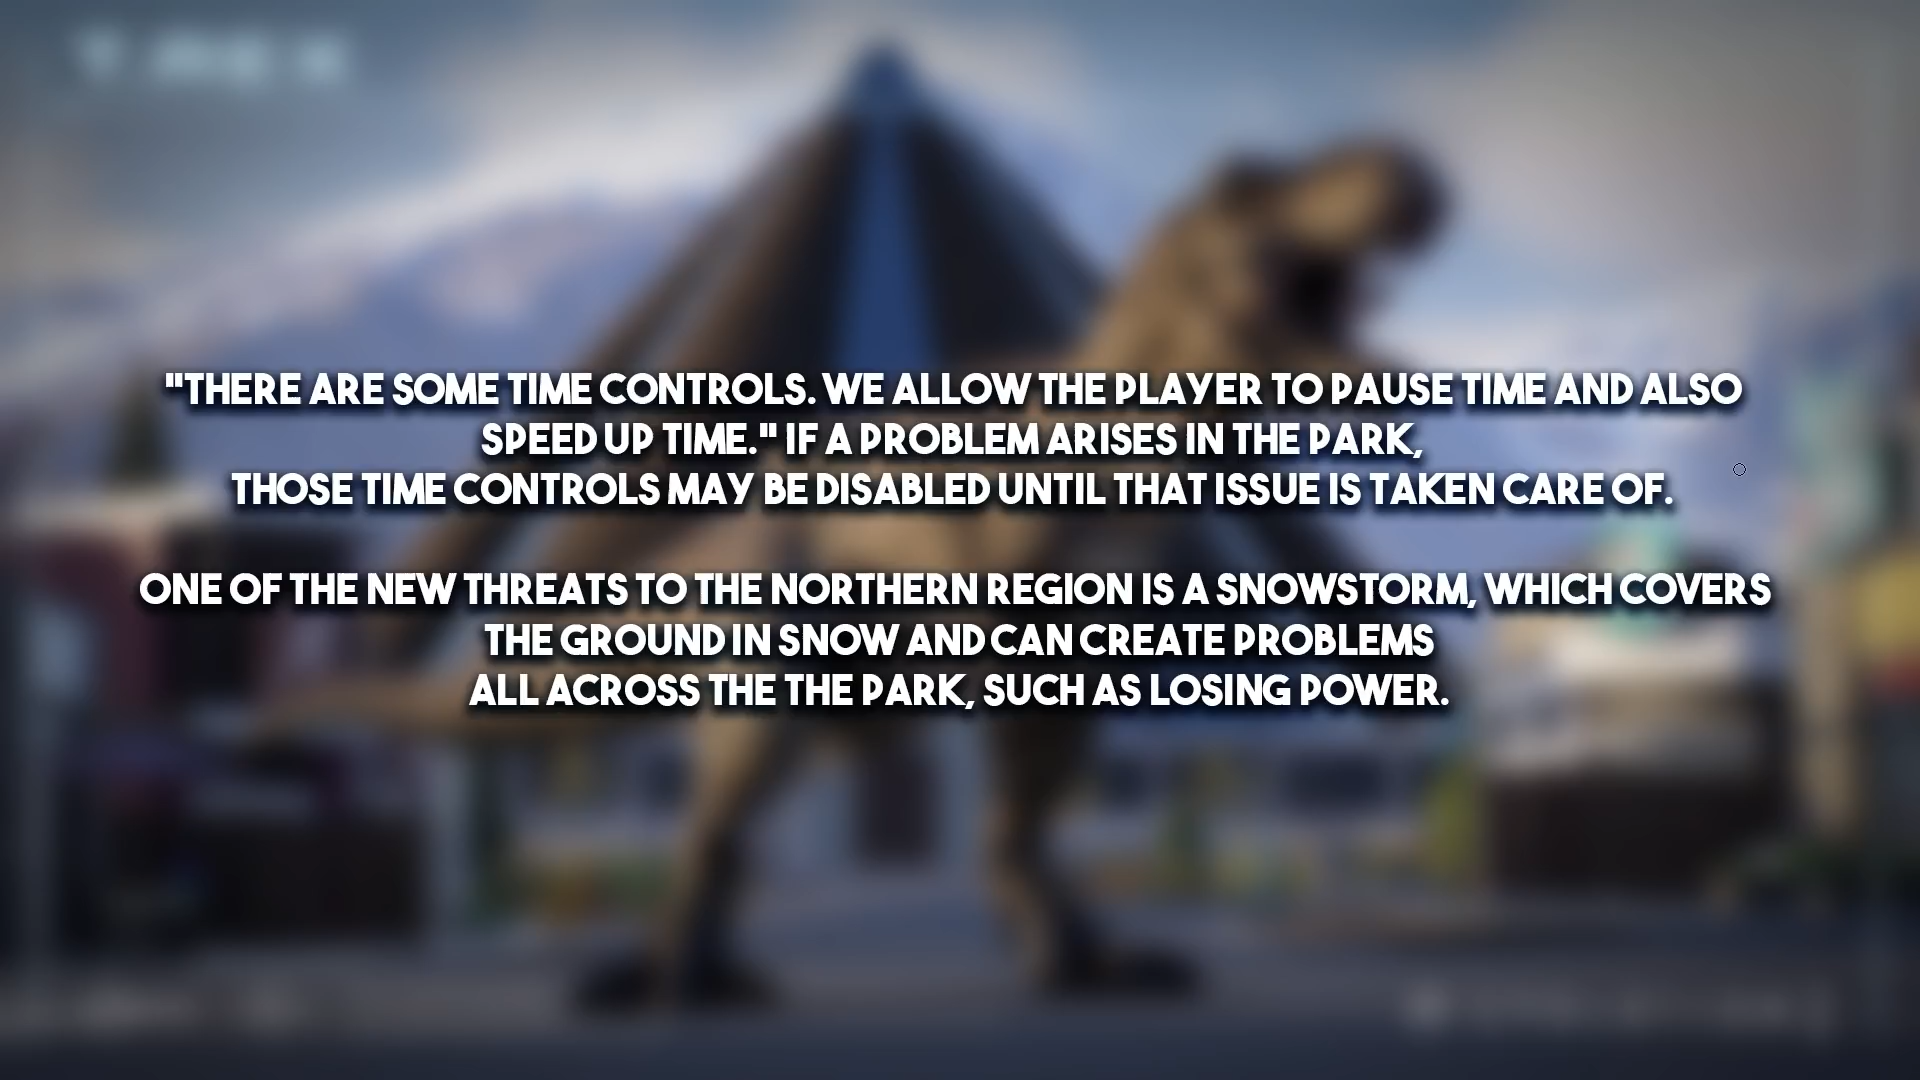 T.REX
"THERE ARE SOME TIME CONTROLS. WE ALLOW THE PLAYER TO PAUSE TIME AND ALSO
SPEED UP TIME." IF A PROBLEM ARISES IN THE PARK,
THOSE TIME CONTROLS MAY BE DISABLED UNTIL THAT ISSUE IS TAKEN CARE OF.
ONE OF THE NEW THREATS TO THE NORTHERN REGION IS A SNOWSTORM, WHICH COVERS
THE GROUND IN SNOW AND CAN CREATE PROBLEMS
ALL ACROSS THE THE PARK, SUCH AS LOSING POWER.